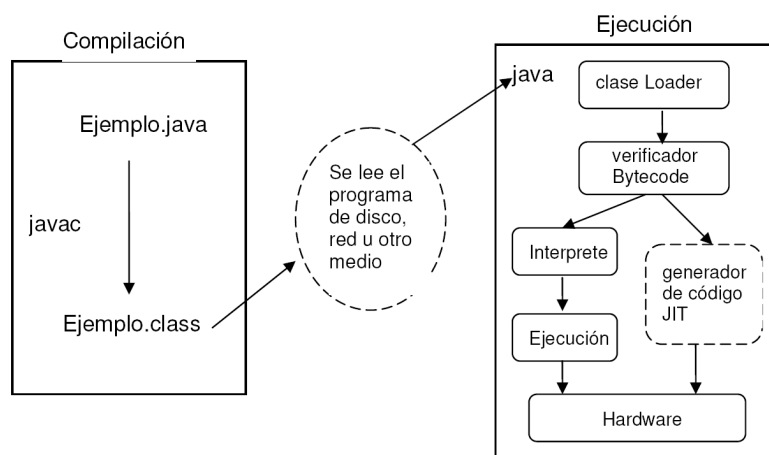 Compilación
Ejemplo.java
javac
Ejemplo.class
Se lee el
programa
de disco,
red u otro
medio
Ejecución
java
clase Loader
verificador
Bytecode
Interprete
generador
de código
JIT
Ejecución
Hardware